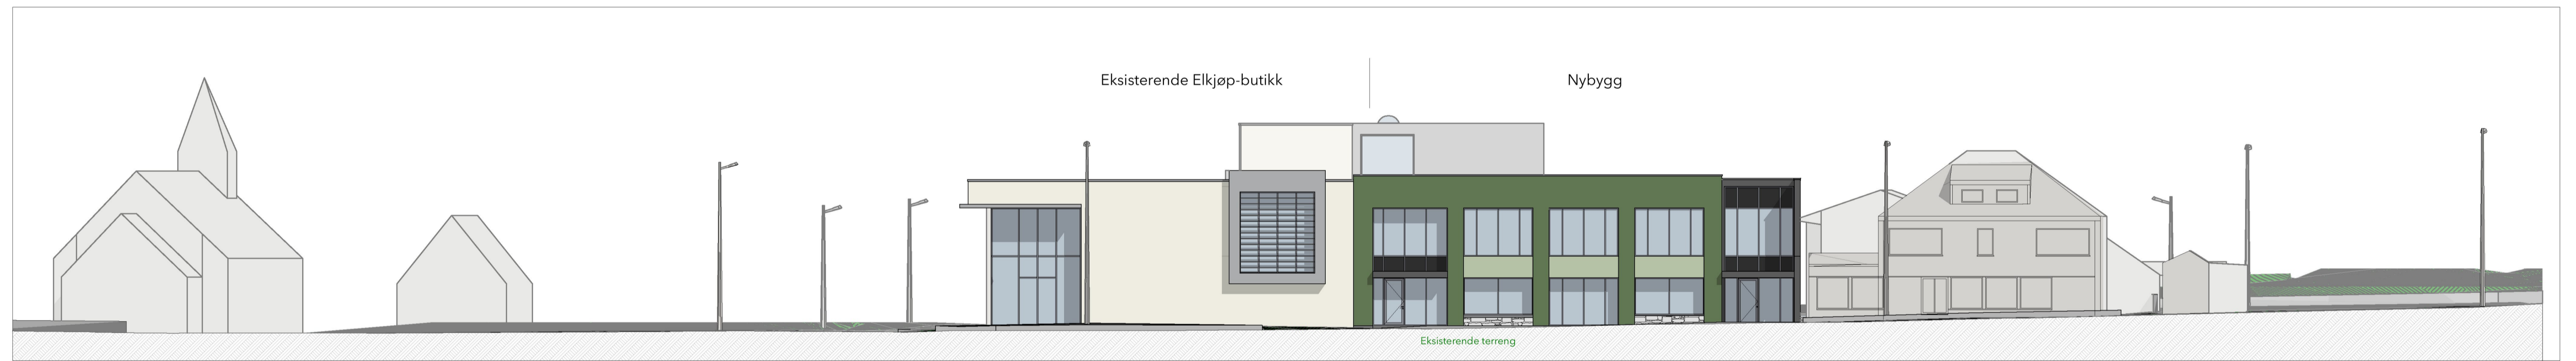 Eksisterende Elkjøp-butikk
Nybygg
Eksisterende terreng